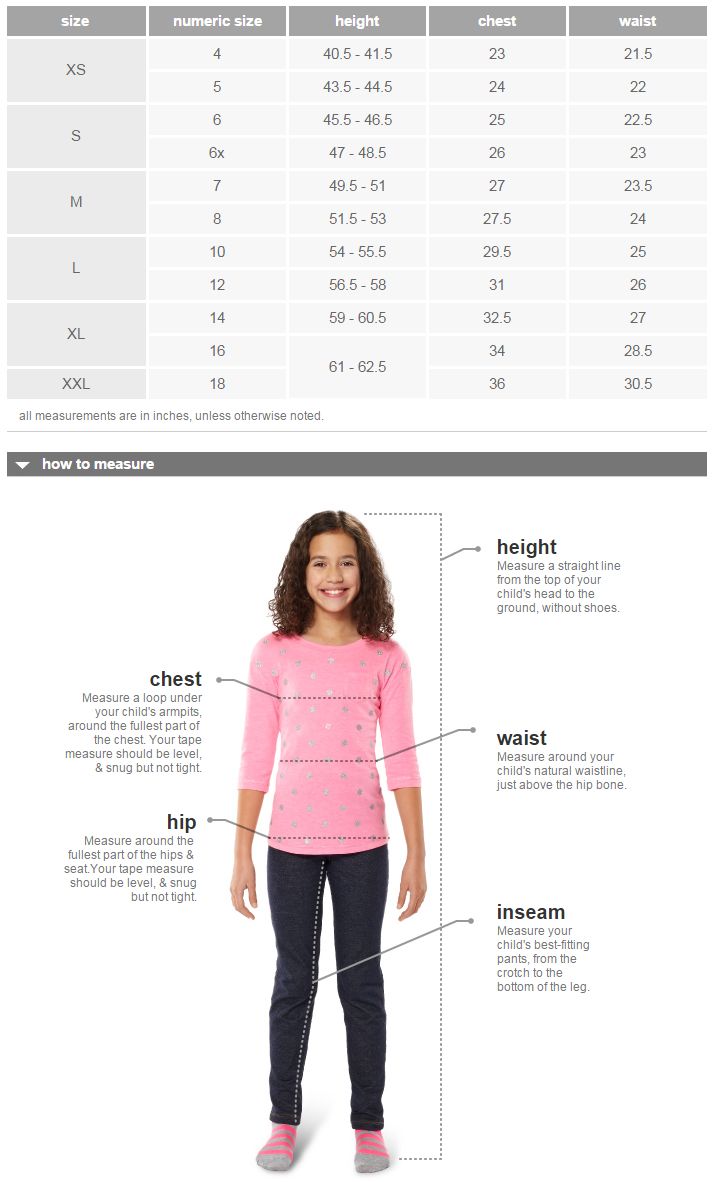 size numeric size height chest waist
XS 4 40.5 - 41.5 23 21.5
5 43.5 - 44.5 24 22
S 6 45.5 - 46.5 25 22.5
6x 47 - 48.5 26 23
M 7 49.5 - 51 27 23.5
8 51.5 - 53 27.5 24
L 10 54 - 55.5 29.5 25
12 56.5 - 58 31 26
XL 14 59 - 60.5 32.5 27
16 61 - 62.5 34 28.5
XXL 18 36 30.5
all measurements are in inches, unless otherwise noted.
how to measure
height
Measure a straight line
from the top of your
child's head to the
ground, without shoes.
chest
Measure a loop under
your child's armpits,
around the fullest part of
the chest. Your tape
measure should be level,
& snug but not tight.
waist
Measure around your
child's natural waistline,
just above the hip bone.
hip
Measure around the
fullest part of the hips &
seat.Your tape measure
should be level, & snug
but not tight.
inseam
Measure your
child's best-fitting
pants, from the
crotch to the
bottom of the leg.